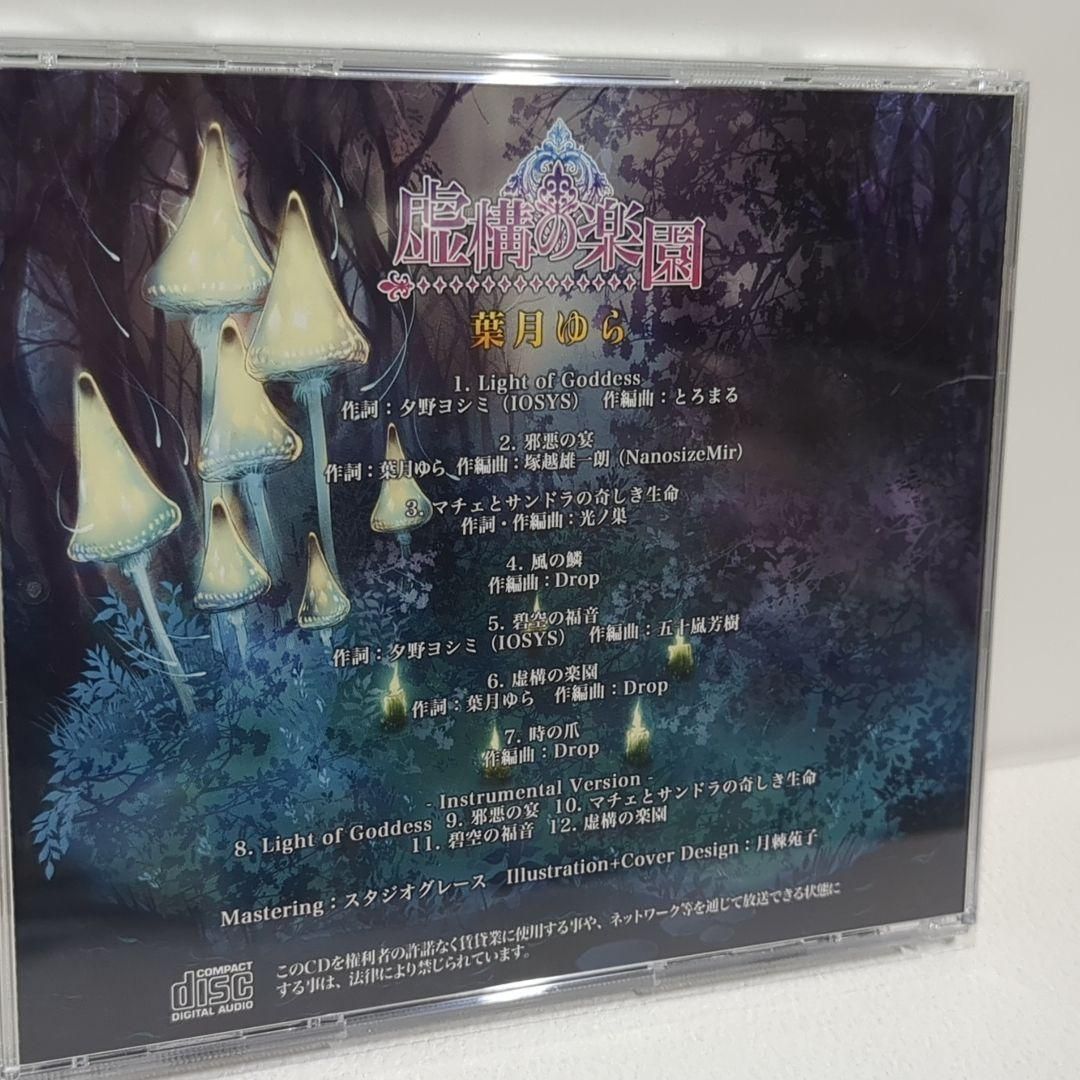 虚構の楽園
葉月ゆら
1. Light of Goddess
作詞：夕野ヨシミ（IOSYS） 作編曲：とろまる
2. 邪悪の宴
作詞：葉月ゆら 作編曲：塚越雄一朗（NanosizeMir）
3. マチェとサンドラの奇しき生命
作詞・作編曲：光ノ巣
4. 風の鱗
作編曲：Drop
5. 碧空の福音
作詞：夕野ヨシミ（IOSYS） 作編曲：五十嵐芳樹
6. 虚構の楽園
作詞：葉月ゆら 作編曲：Drop
7. 時の爪
作編曲：Drop
- Instrumental Version -
8. Light of Goddess 9. 邪悪の宴 10. マチェとサンドラの奇しき生命
11. 碧空の福音 12. 虚構の楽園
Mastering：スタジオグレース Illustration+Cover Design：月棘苑子
このCDを権利者の許諾なく賃貸業に使用する事や、ネットワーク等を通じて放送できる状態に
する事は、法律により禁じられています。
COMPACT
disc
DIGITAL AUDIO